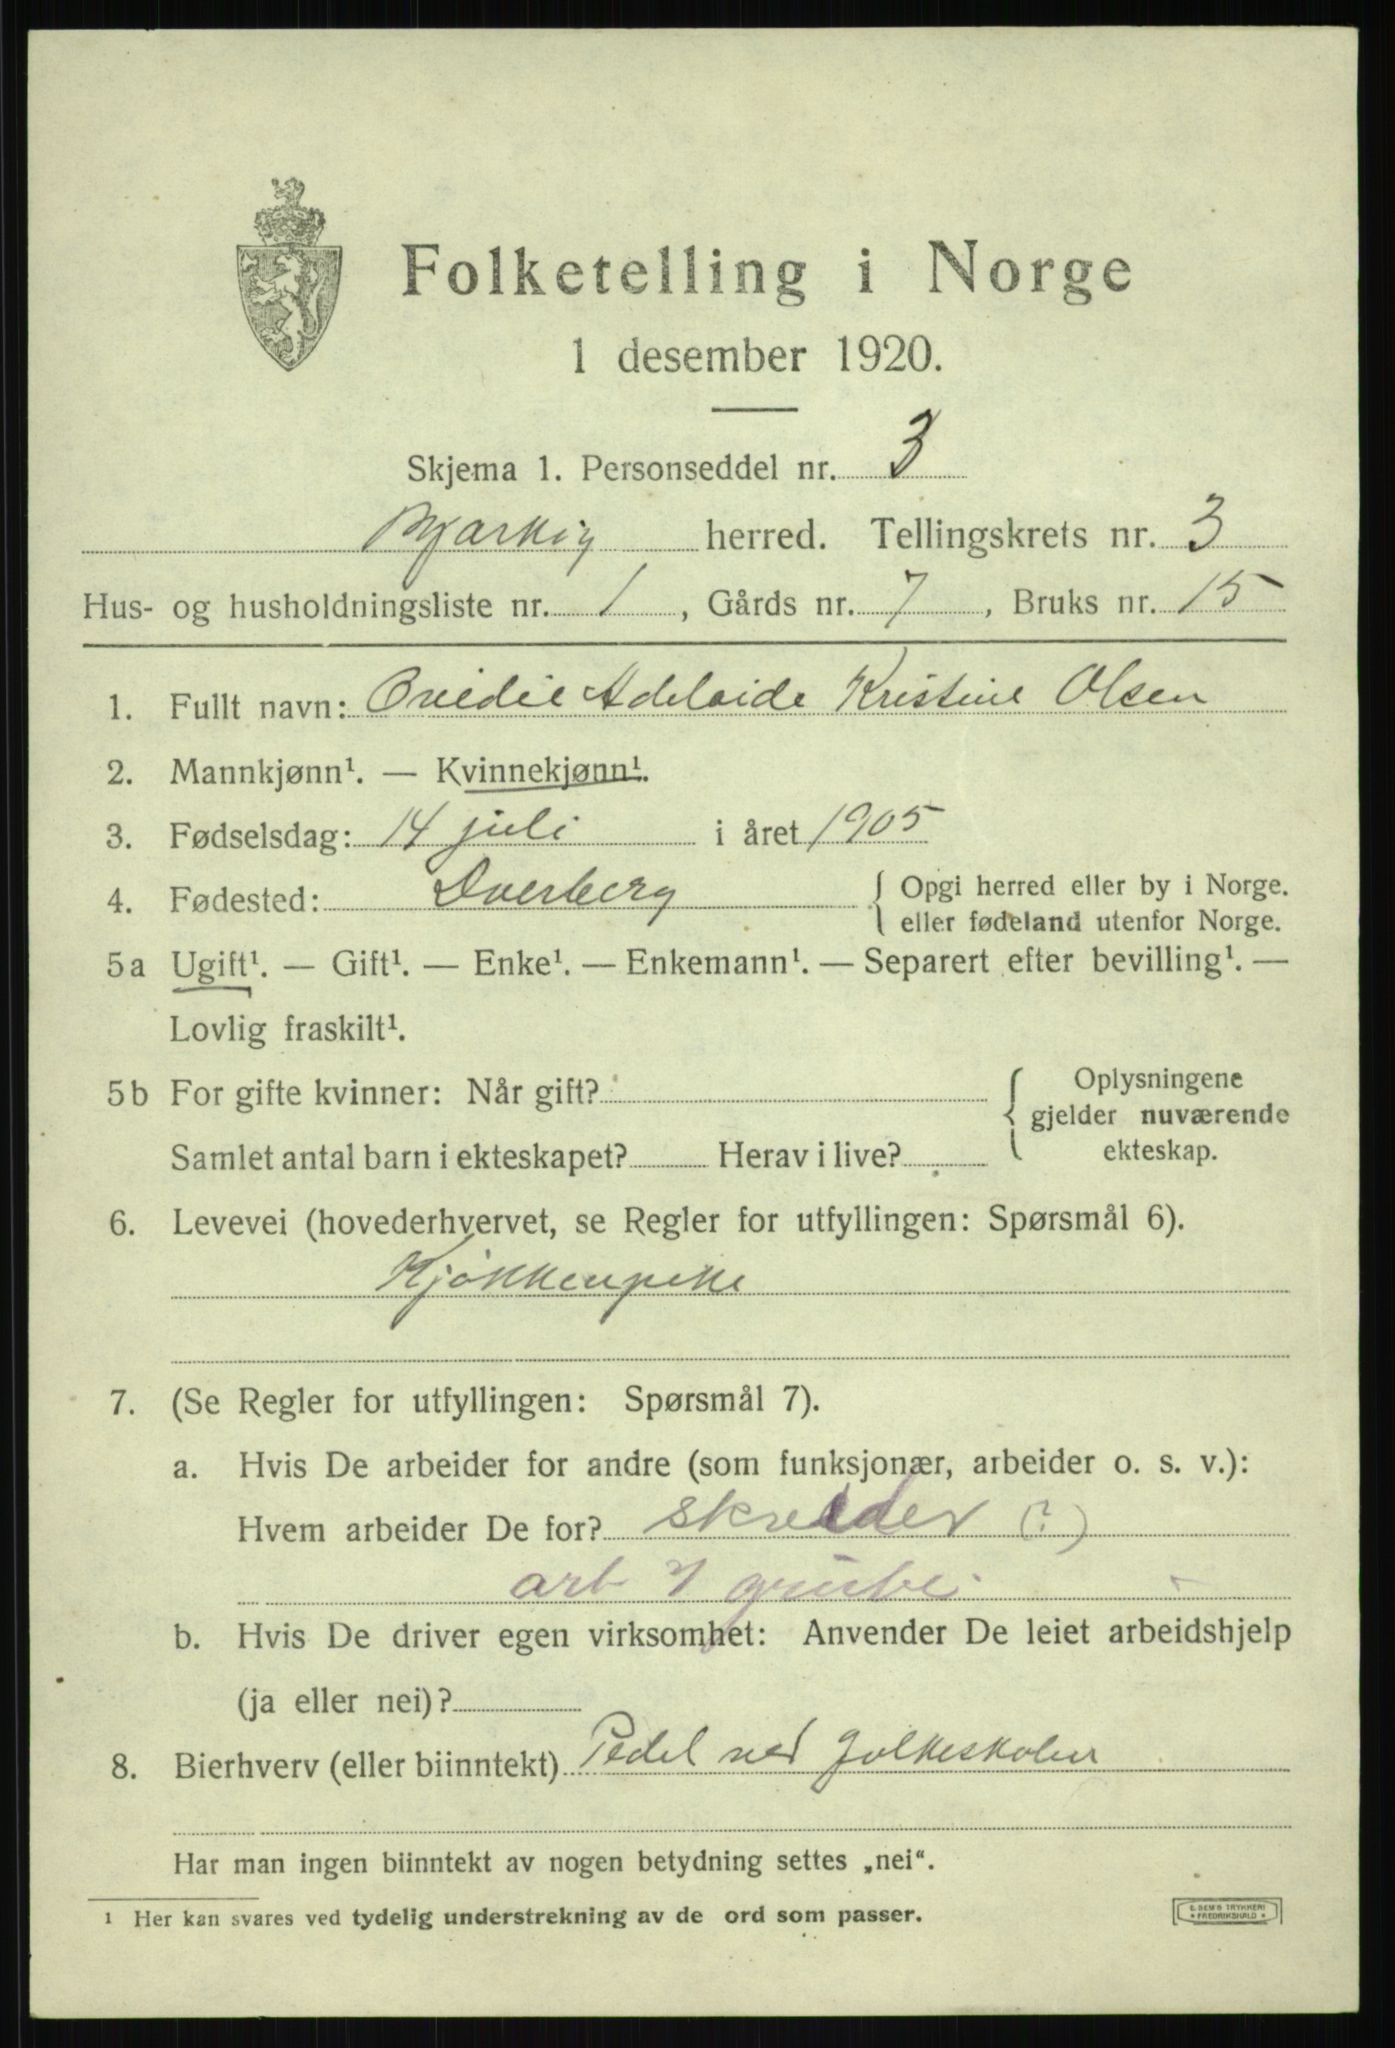 Folketelling i Norge
1 desember 1920.
Skjema 1. Personseddel nr. 3
Bjarkøy herred. Tellingskrets nr. 3
Hus- og husholdningsliste nr. 1, Gårds nr. 7, Bruks nr. 15
1. Fullt navn: Ovedie Adelaide Kristine Olsen
2. Mannkjønn¹. — Kvinnekjønn¹.
3. Fødselsdag: 14 juli i året 1905
4. Fødested: Dverberg { Opgi herred eller by i Norge.
eller fødeland utenfor Norge.
5a Ugift¹. — Gift¹. — Enke¹. — Enkemann¹. — Separert efter bevilling¹. —
Lovlig fraskilt¹.
5b For gifte kvinner: Når gift? { Oplysningene
gjelder nuværende
Samlet antal barn i ekteskapet? Herav i live? ekteskap.
6. Levevei (hovederhvervet, se Regler for utfyllingen: Spørsmål 6).
Kjøkkenpike
7. (Se Regler for utfyllingen: Spørsmål 7).
a. Hvis De arbeider for andre (som funksjonær, arbeider o. s. v.):
Hvem arbeider De for? skredder (?)
arb v grube.
b. Hvis De driver egen virksomhet: Anvender De leiet arbeidshjelp
(ja eller nei)?
8. Bierhverv (eller biinntekt) Pedel ved folkeskolen
Har man ingen biinntekt av nogen betydning settes „nei“.
¹ Her kan svares ved tydelig understrekning av de ord som passer.
E. SEM'S TRYKKERI
• FREDRIKSHALD •